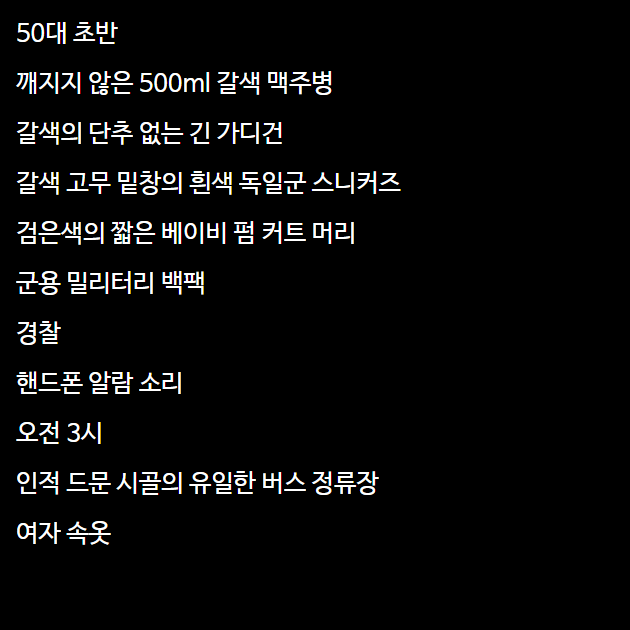 50대 초반
깨지지 않은 500ml 갈색 맥주병
갈색의 단추 없는 긴 가디건
갈색 고무 밑창의 흰색 독일군 스니커즈
검은색의 짧은 베이비 펌 커트 머리
군용 밀리터리 백팩
경찰
핸드폰 알람 소리
오전 3시
인적 드문 시골의 유일한 버스 정류장
여자 속옷